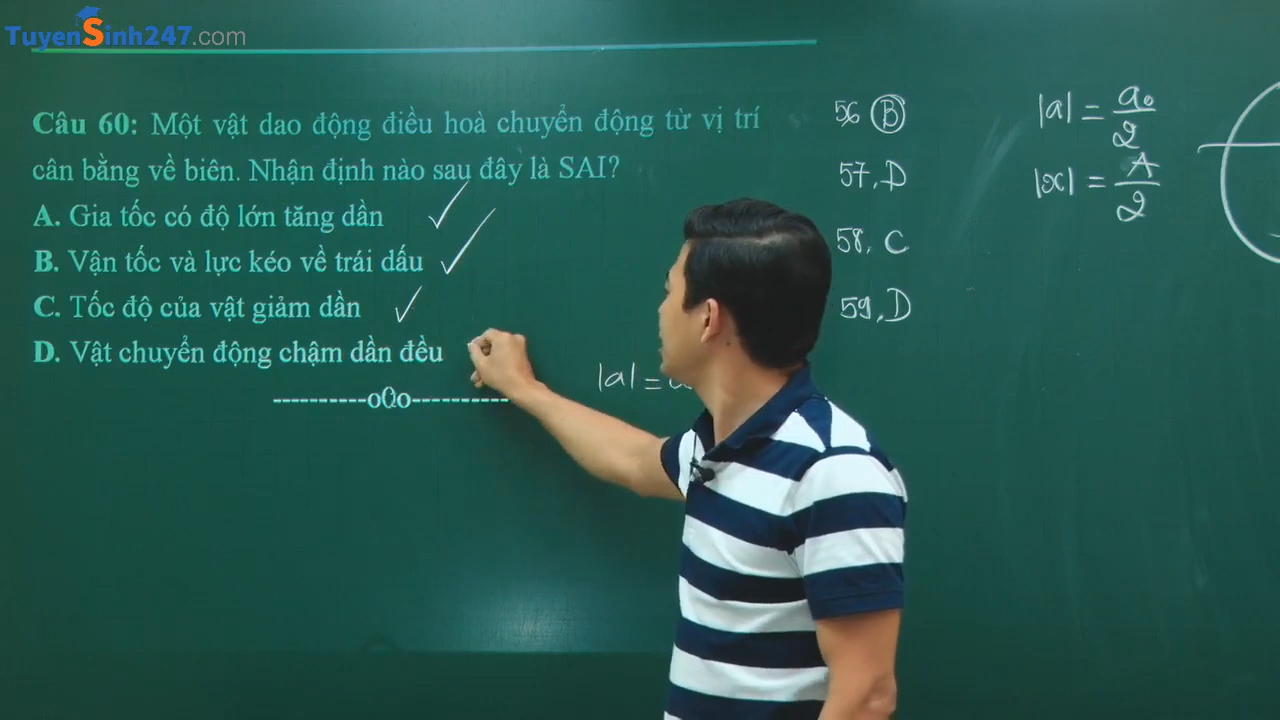 TuyenSinh247.com
Câu 60: Một vật dao động điều hoà chuyển động từ vị trí
cân bằng về biên. Nhận định nào sau đây là SAI?
A. Gia tốc có độ lớn tăng dần
B. Vận tốc và lực kéo về trái dấu
C. Tốc độ của vật giảm dần
D. Vật chuyển động chậm dần đều
----------oOo----------
56 B
57. D
58. C
59. D
|a| =
|a| = a₀/2
|x| = A/2